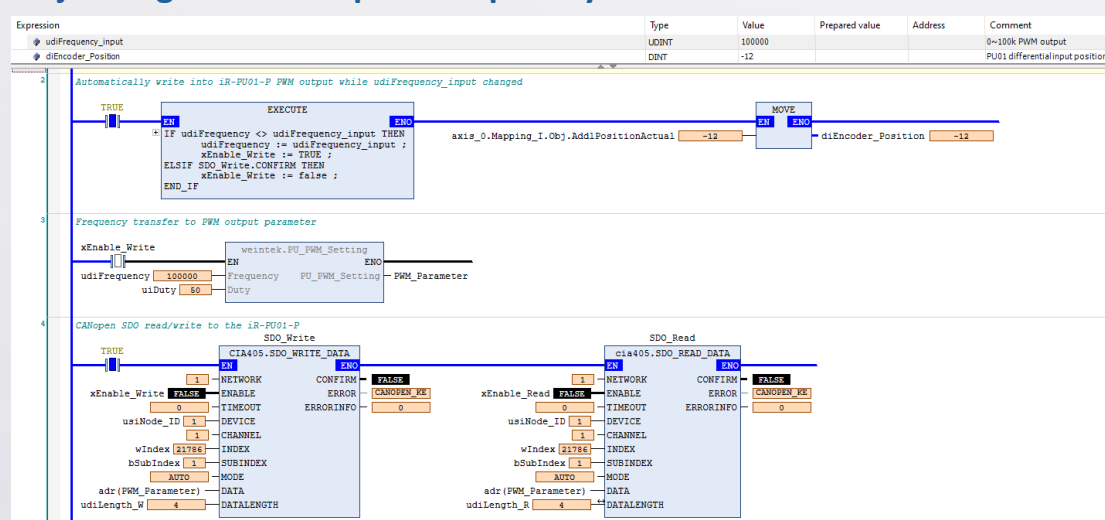 Expression Type Value Prepared value Address Comment
udiFrequency_input UDINT 100000 0~100k PWM output
diEncoder_Position DINT -12 PU01 differential input position
2 Automatically write into iR-PU01-P PWM output while udiFrequency_input changed
TRUE EXECUTE MOVE
EN ENO EN ENO
IF udiFrequency <> udiFrequency_input THEN axis_0.Mapping_I.Obj.AddlPositionActual -12 diEncoder_Position -12
udiFrequency := udiFrequency_input ;
xEnable_Write := TRUE ;
ELSIF SDO_Write.CONFIRM THEN
xEnable_Write := false ;
END_IF
3 Frequency transfer to PWM output parameter
xEnable_Write weintek.PU_PWM_Setting
EN ENO
udiFrequency 100000 Frequency PU_PWM_Setting PWM_Parameter
uiDuty 50 Duty
4 CANopen SDO read/write to the iR-PU01-P
SDO_Write SDO_Read
TRUE CIA405.SDO_WRITE_DATA cia405.SDO_READ_DATA
EN ENO EN ENO
1 NETWORK CONFIRM FALSE 1 NETWORK CONFIRM FALSE
xEnable_Write FALSE ENABLE ERROR CANOPEN_KE xEnable_Read FALSE ENABLE ERROR CANOPEN_KE
0 TIMEOUT ERRORINFO 0 0 TIMEOUT ERRORINFO 0
usiNode_ID 1 DEVICE usiNode_ID 1 DEVICE
1 CHANNEL 1 CHANNEL
wIndex 21786 INDEX wIndex 21786 INDEX
bSubIndex 1 SUBINDEX bSubIndex 1 SUBINDEX
AUTO MODE AUTO MODE
adr(PWM_Parameter) DATA adr(PWM_Parameter) DATA
udiLength_W 4 DATALENGTH udiLength_R 4 DATALENGTH